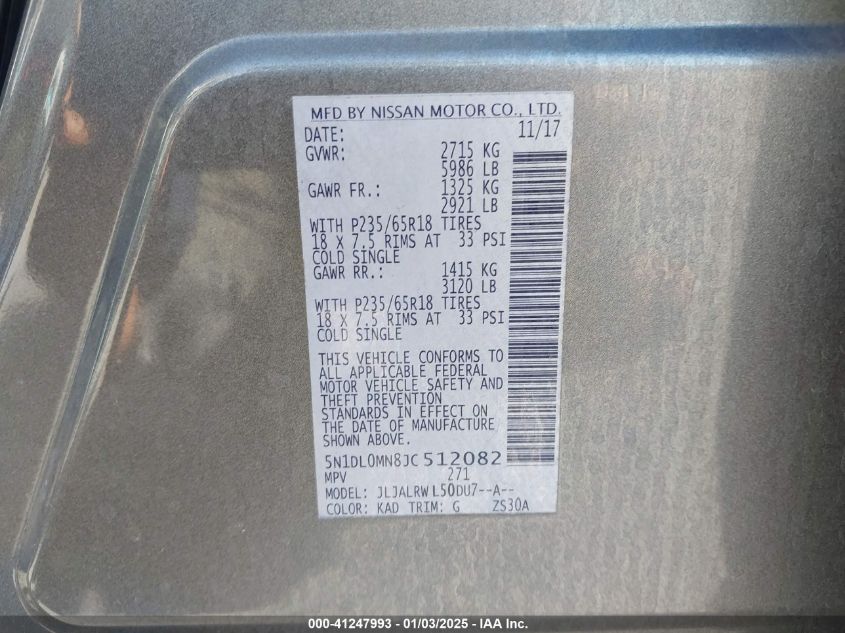 MFD BY NISSAN MOTOR CO., LTD.
DATE: 11/17
GVWR: 2715 KG
5986 LB
GAWR FR.: 1325 KG
2921 LB
WITH P235/65R18 TIRES
18 X 7.5 RIMS AT 33 PSI
COLD SINGLE
GAWR RR.: 1415 KG
3120 LB
WITH P235/65R18 TIRES
18 X 7.5 RIMS AT 33 PSI
COLD SINGLE
THIS VEHICLE CONFORMS TO
ALL APPLICABLE FEDERAL
MOTOR VEHICLE SAFETY AND
THEFT PREVENTION
STANDARDS IN EFFECT ON
THE DATE OF MANUFACTURE
SHOWN ABOVE.
5N1DL0MN8JC512082
MPV 271
MODEL: JLJALRWL50DU7--A--
COLOR: KAD TRIM: G ZS30A
000-41247993 - 01/03/2025 - IAA Inc.